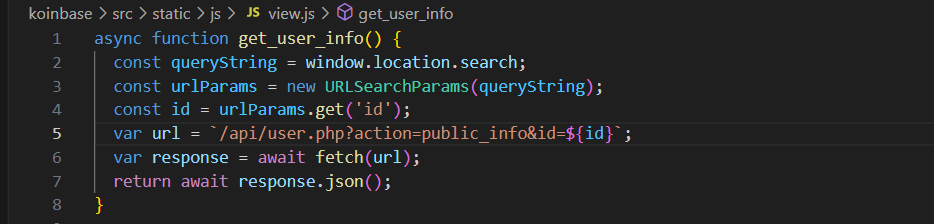 koinbase > src > static > js > JS view.js > get_user_info
1 async function get_user_info() {
2 const queryString = window.location.search;
3 const urlParams = new URLSearchParams(queryString);
4 const id = urlParams.get('id');
5 var url = `/api/user.php?action=public_info&id=${id}`;
6 var response = await fetch(url);
7 return await response.json();
8 }